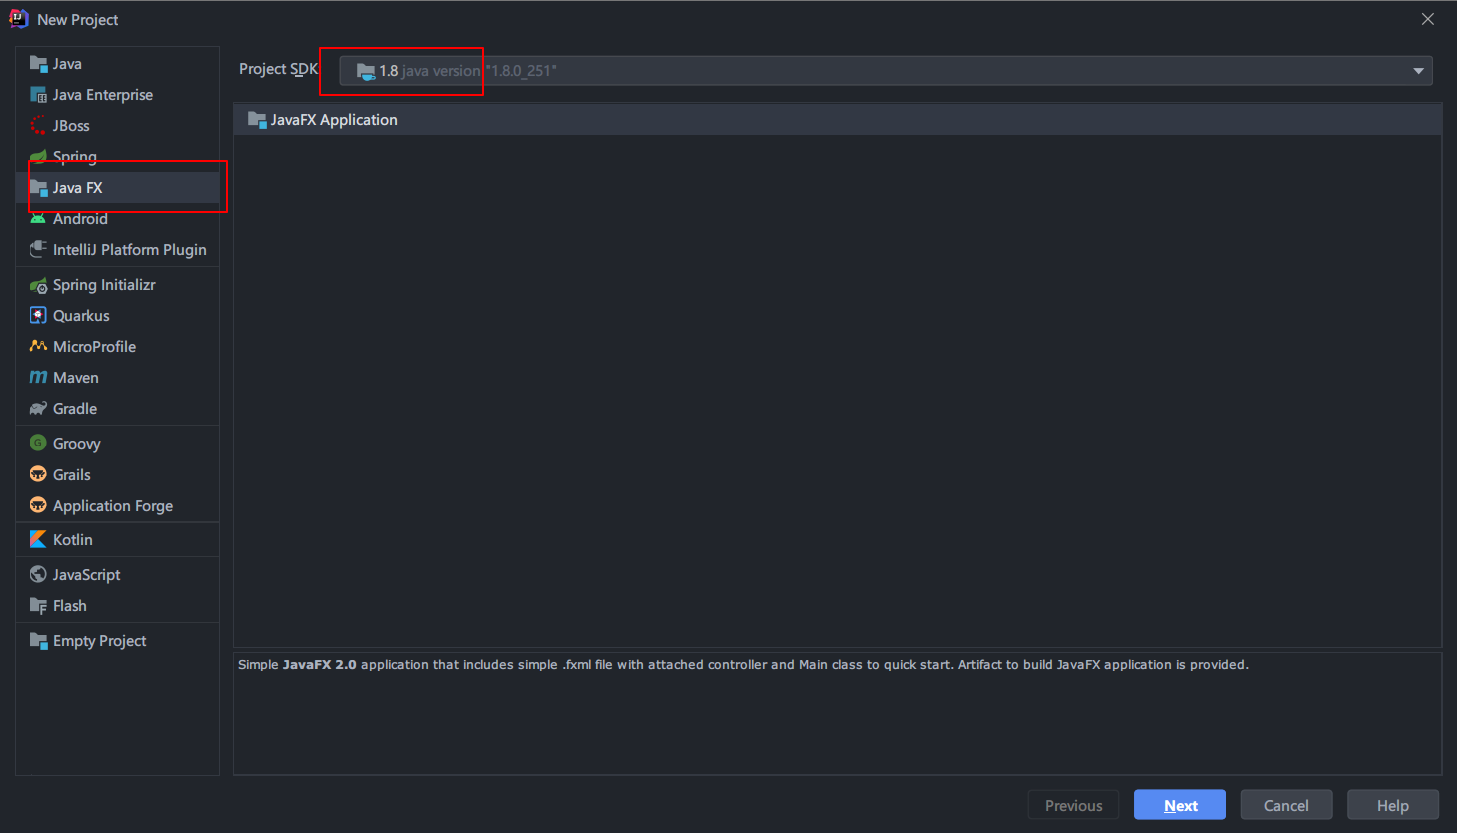 New Project
Java
Java Enterprise
JBoss
Spring
Java FX
Android
IntelliJ Platform Plugin
Spring Initializr
Quarkus
MicroProfile
Maven
Gradle
Groovy
Grails
Application Forge
Kotlin
JavaScript
Flash
Empty Project
Project SDK 1.8 java version "1.8.0_251"
JavaFX Application
Simple JavaFX 2.0 application that includes simple .fxml file with attached controller and Main class to quick start. Artifact to build JavaFX application is provided.
Previous Next Cancel Help